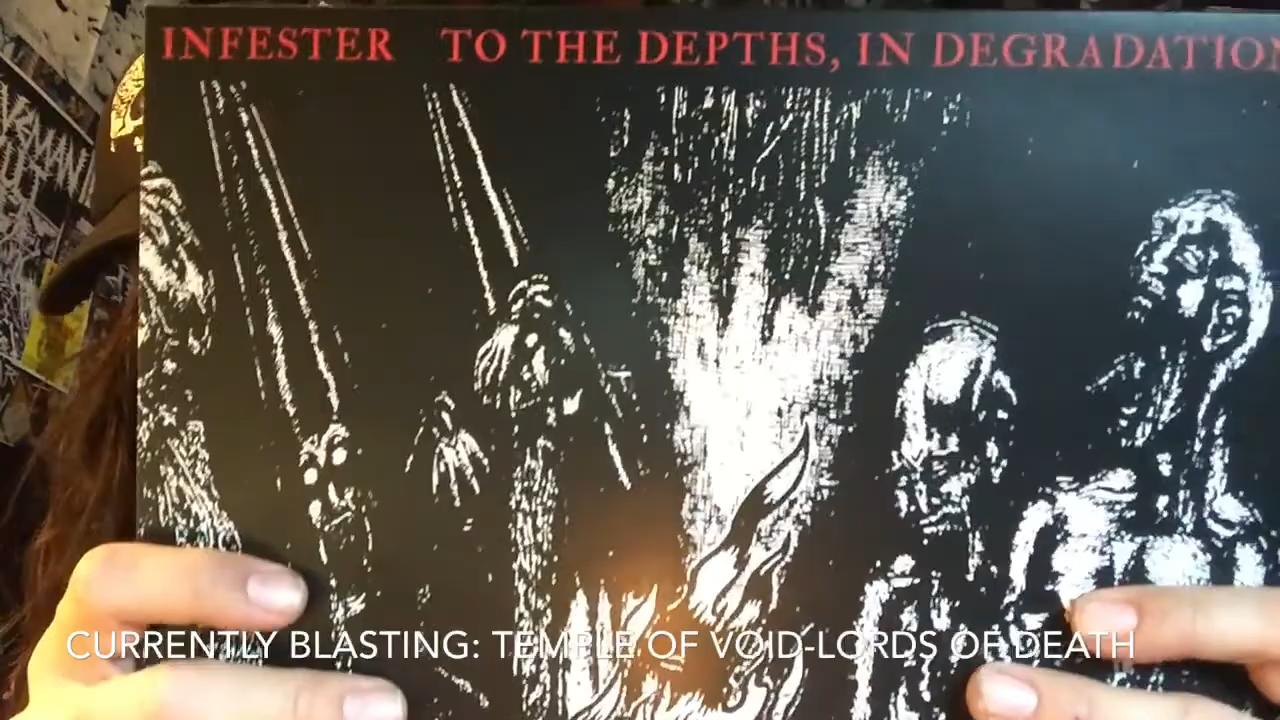 INFESTER TO THE DEPTHS, IN DEGRADATION
CURRENTLY BLASTING: TEMPLE OF VOID-LORDS OF DEATH